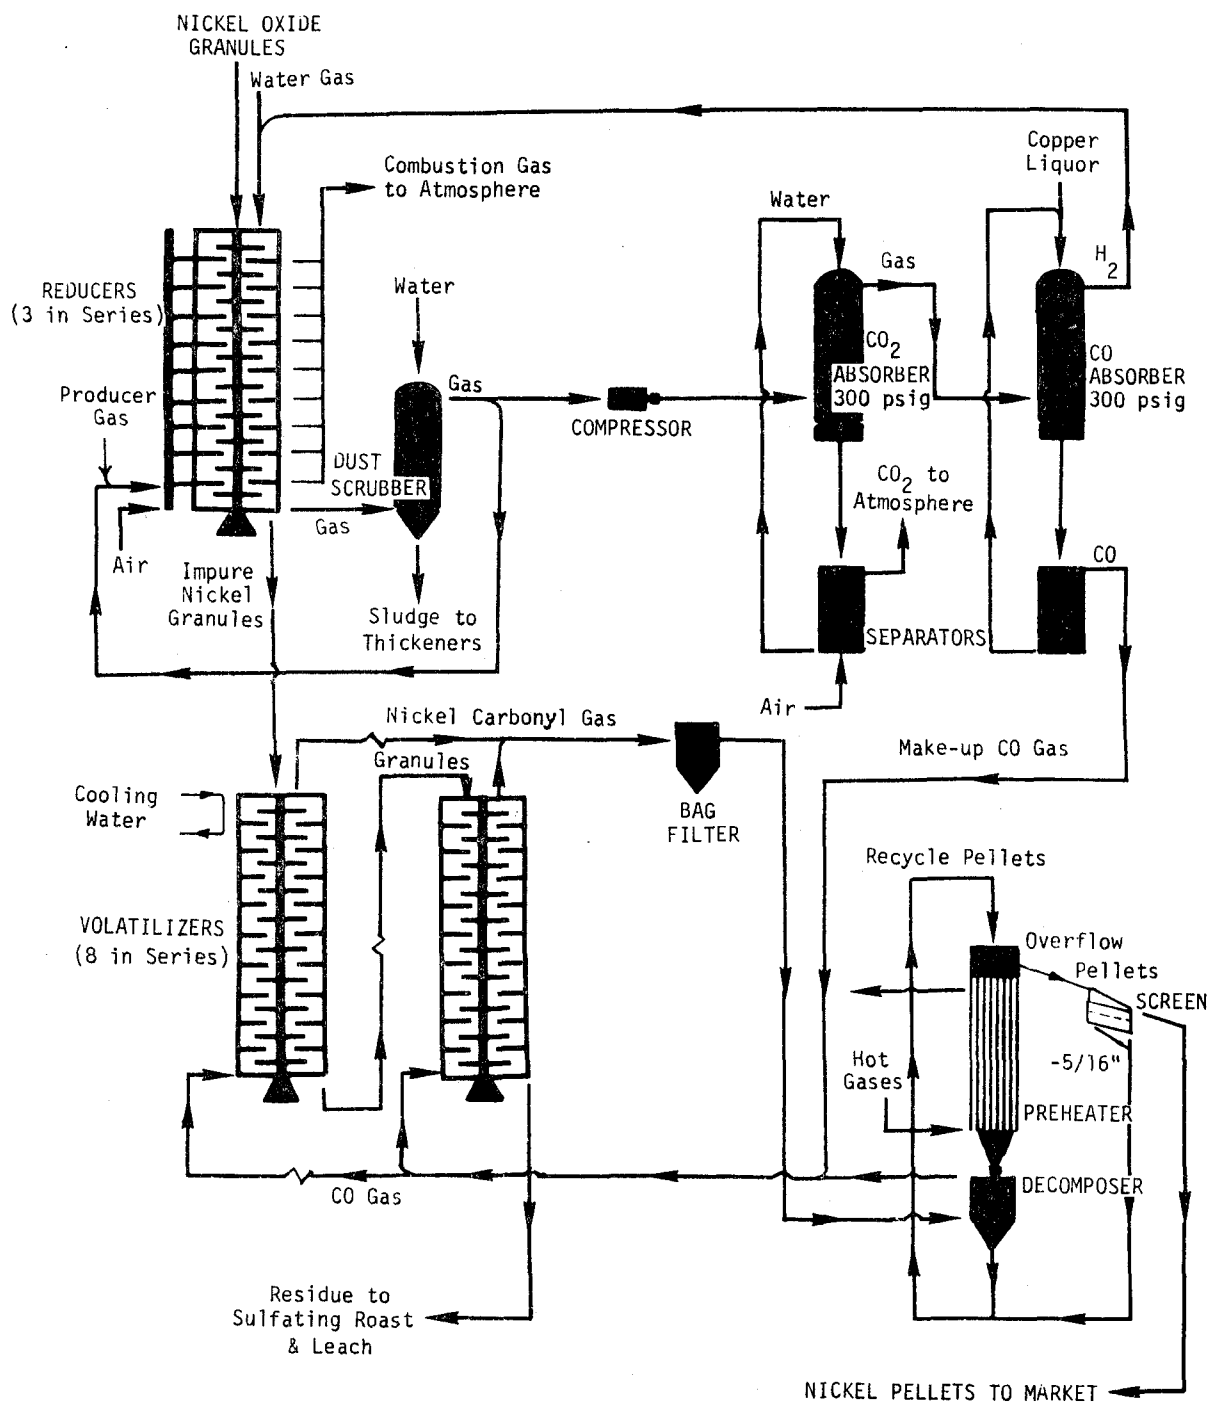 NICKEL OXIDE
GRANULES
Water Gas
Combustion Gas
to Atmosphere
Copper
Liquor
Water
Gas
H2
REDUCERS
(3 in Series)
Water
CO2
ABSORBER
300 psig
CO
ABSORBER
300 psig
Gas
Producer
Gas
COMPRESSOR
DUST
SCRUBBER
CO2 to
Atmosphere
Gas
Air
Impure
Nickel
Granules
CO
Sludge to
Thickeners
SEPARATORS
Air
Nickel Carbonyl Gas
Make-up CO Gas
Granules
Cooling
Water
BAG
FILTER
Recycle Pellets
VOLATILIZERS
(8 in Series)
Overflow
Pellets
SCREEN
-5/16"
Hot
Gases
PREHEATER
DECOMPOSER
CO Gas
Residue to
Sulfating Roast
& Leach
NICKEL PELLETS TO MARKET